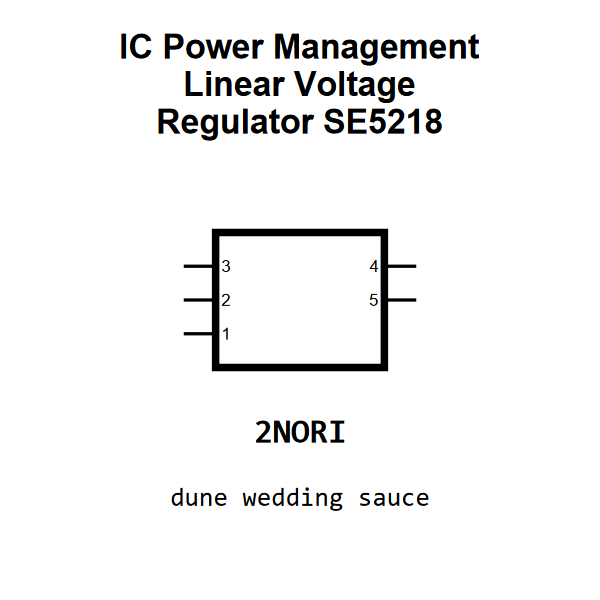 IC Power Management
Linear Voltage
Regulator SE5218
3 4
2 5
1
2NORI
dune wedding sauce